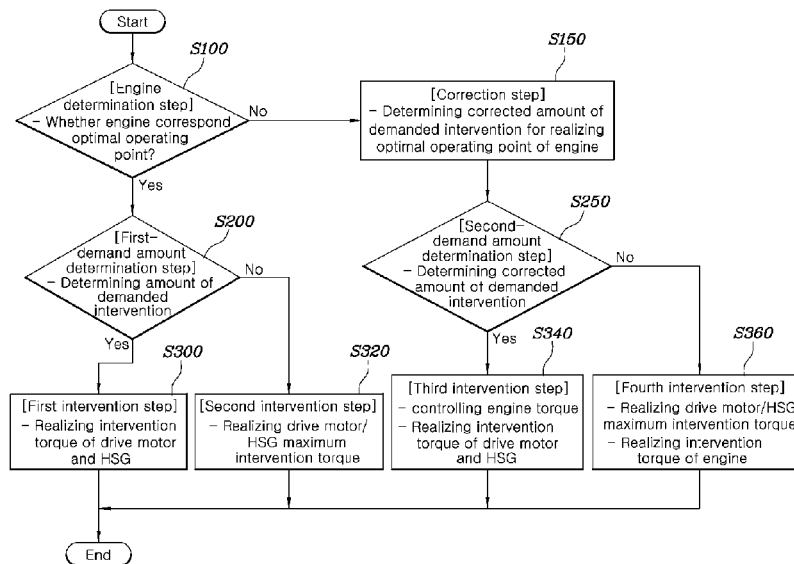 Start
S100
[Engine
determination step]
- Whether engine correspond
optimal operating
point?
No
Yes
S150
[Correction step]
- Determining corrected amount of
demanded intervention for realizing
optimal operating point of engine
S200
[First-
demand amount
determination step]
- Determining amount of
demanded
intervention
No
Yes
S250
[Second-
demand amount
determination step]
- Determining corrected
amount of demanded
intervention
No
Yes
S300
[First intervention step]
- Realizing intervention
torque of drive motor
and HSG
S320
[Second intervention step]
- Realizing drive motor/
HSG maximum
intervention torque
S340
[Third intervention step]
- controlling engine torque
- Realizing intervention
torque of drive motor
and HSG
S360
[Fourth intervention step]
- Realizing drive motor/HSG
maximum intervention torque
- Realizing intervention
torque of engine
End